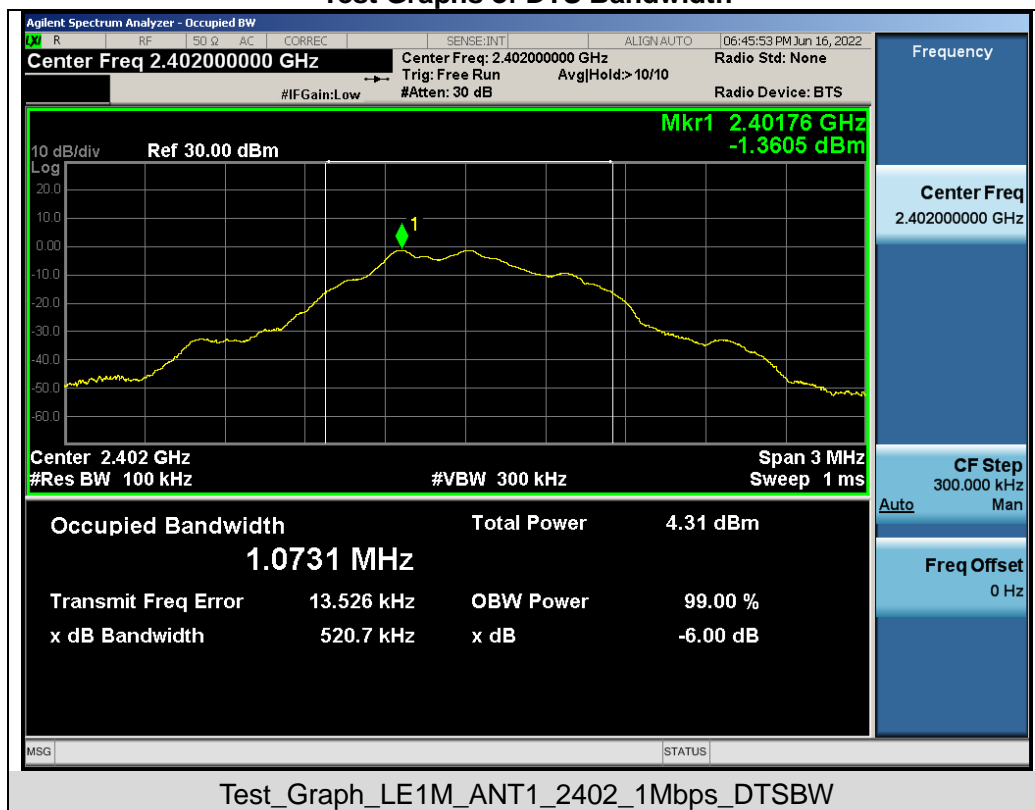 Test Graphs of DTS Bandwidth
Agilent Spectrum Analyzer - Occupied BW
LXI R RF 50 Ω AC CORREC SENSE:INT ALIGN AUTO 06:45:53 PM Jun 16, 2022
Center Freq 2.402000000 GHz Center Freq: 2.402000000 GHz Radio Std: None
Trig: Free Run Avg|Hold:>10/10
#IFGain:Low #Atten: 30 dB Radio Device: BTS
Frequency
Mkr1 2.40176 GHz
10 dB/div Ref 30.00 dBm -1.3605 dBm
Log
20.0
10.0
1
0.00
-10.0
-20.0
-30.0
-40.0
-50.0
-60.0
Center 2.402 GHz Span 3 MHz
#Res BW 100 kHz #VBW 300 kHz Sweep 1 ms
Occupied Bandwidth Total Power 4.31 dBm
1.0731 MHz
Transmit Freq Error 13.526 kHz OBW Power 99.00 %
x dB Bandwidth 520.7 kHz x dB -6.00 dB
Center Freq
2.402000000 GHz
CF Step
300.000 kHz
Auto Man
Freq Offset
0 Hz
MSG STATUS
Test_Graph_LE1M_ANT1_2402_1Mbps_DTSBW